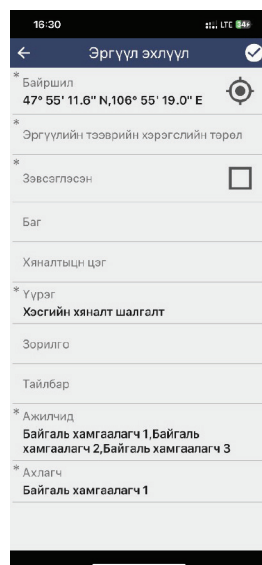 16:30
LTE 84
Эргүүл эхлүүл
* Байршил
47° 55' 11.6" N,106° 55' 19.0" E
*
Эргүүлийн тээврийн хэрэгслийн төрөл
*
Зэвсэглэсэн
Баг
Хяналтыцн цэг
* Үүрэг
Хэсгийн хяналт шалгалт
Зорилго
Тайлбар
* Ажилчид
Байгаль хамгаалагч 1,Байгаль
хамгаалагч 2,Байгаль хамгаалагч 3
* Ахлагч
Байгаль хамгаалагч 1